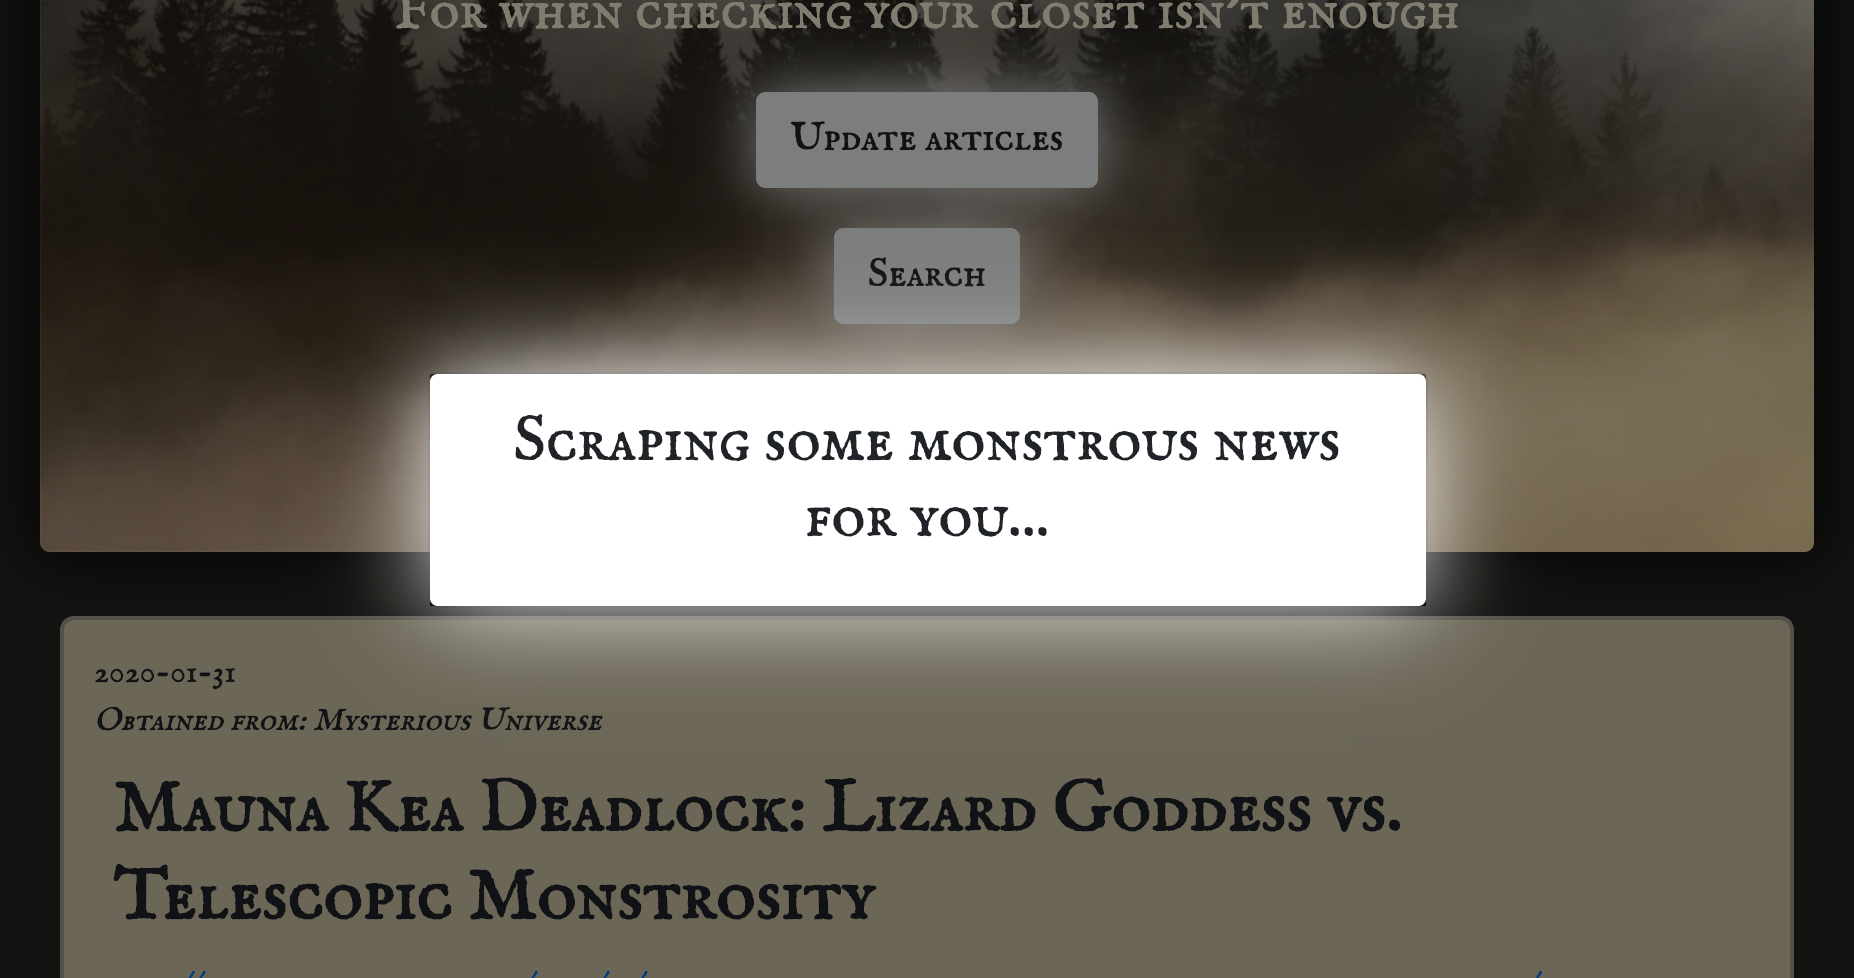 For when checking your closet isn't enough
Update articles
Search
Scraping some monstrous news
for you...
2020-01-31
Obtained from: Mysterious Universe
Mauna Kea Deadlock: Lizard Goddess vs.
Telescopic Monstrosity